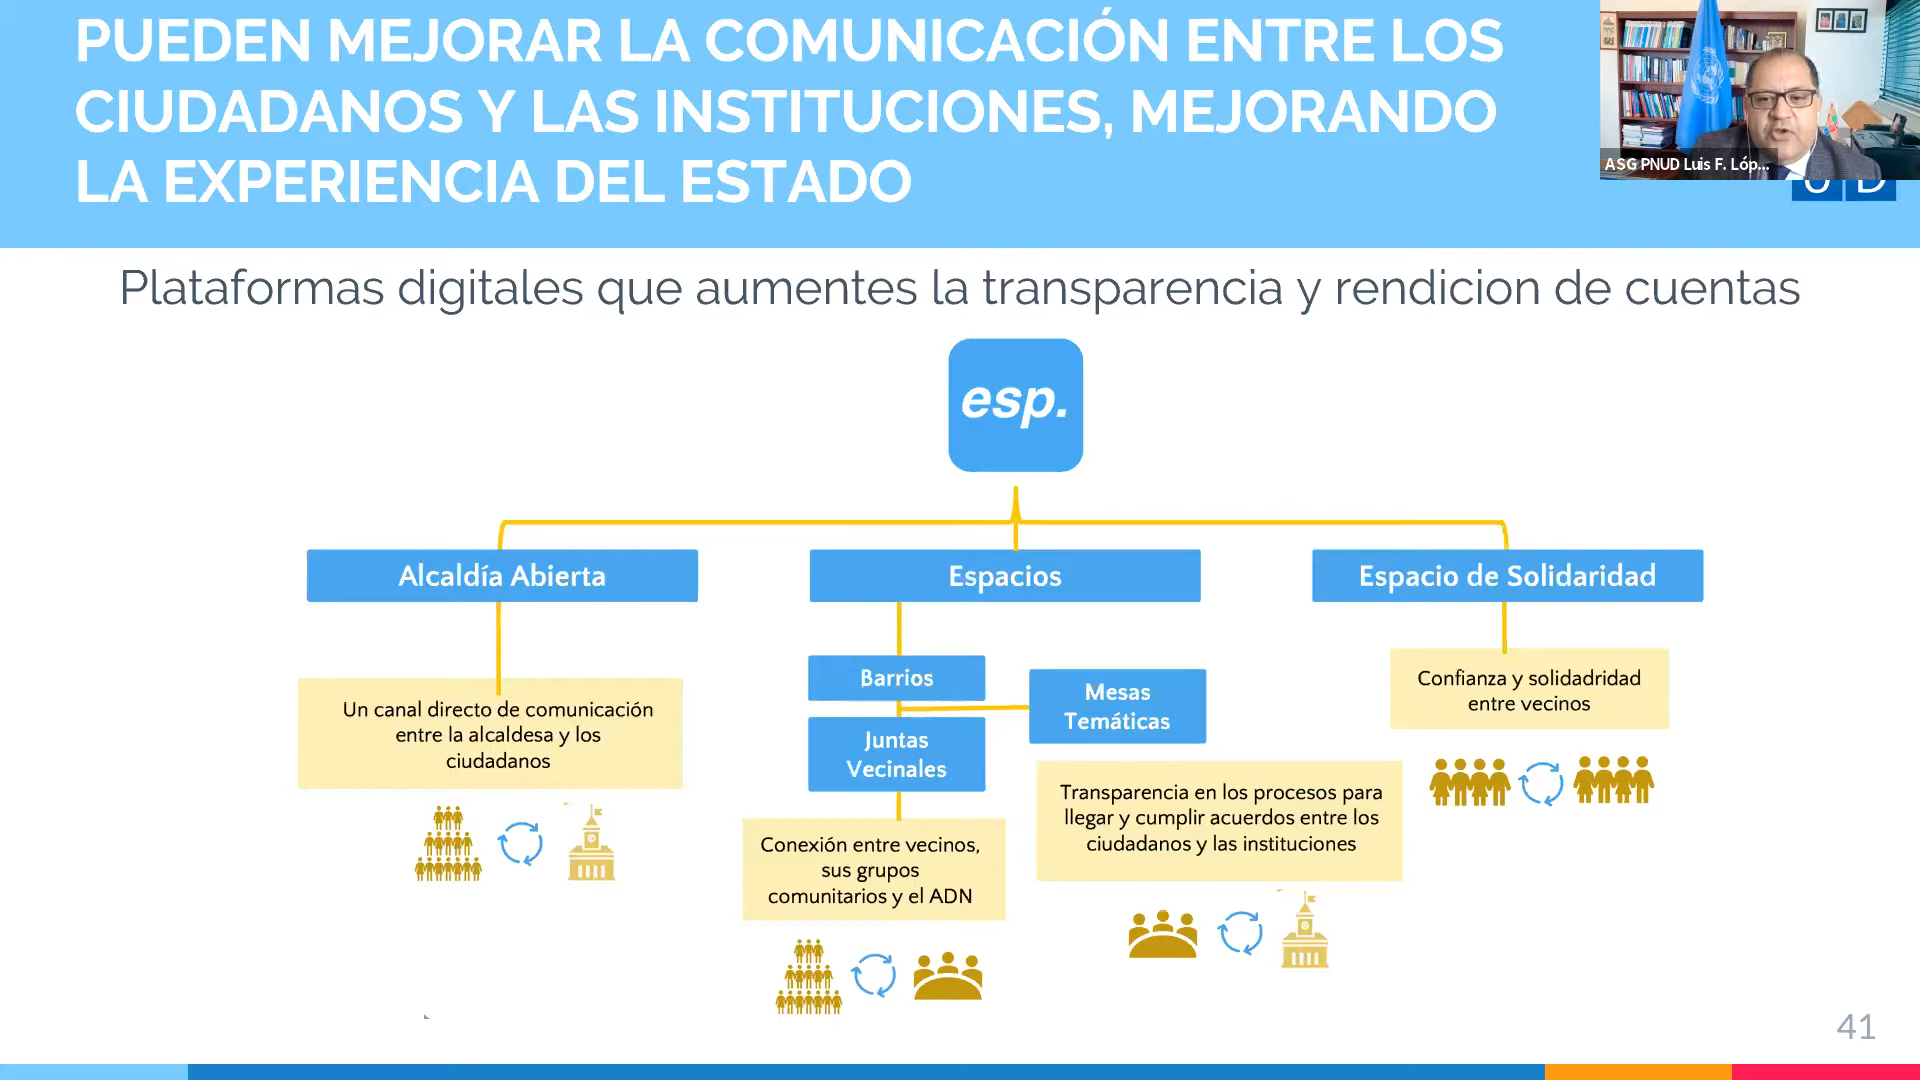 PUEDEN MEJORAR LA COMUNICACIÓN ENTRE LOS
CIUDADANOS Y LAS INSTITUCIONES, MEJORANDO
LA EXPERIENCIA DEL ESTADO
ASG PNUD Luis F. Lóp...
U D
Plataformas digitales que aumentes la transparencia y rendicion de cuentas
esp.
Alcaldía Abierta
Espacios
Espacio de Solidaridad
Un canal directo de comunicación
entre la alcaldesa y los
ciudadanos
Barrios
Juntas
Vecinales
Mesas
Temáticas
Conexión entre vecinos,
sus grupos
comunitarios y el ADN
Transparencia en los procesos para
llegar y cumplir acuerdos entre los
ciudadanos y las instituciones
Confianza y solidadridad
entre vecinos
41